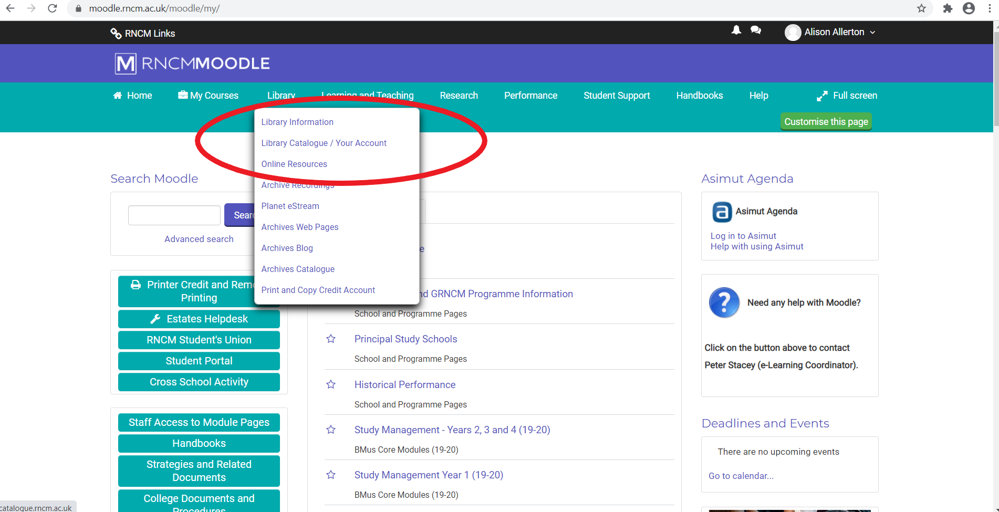 moodle.rncm.ac.uk/moodle/my/
RNCM Links
Alison Allerton
M RNCMMOODLE
Home
My Courses
Library
Learning and Teaching
Research
Performance
Student Support
Handbooks
Help
Full screen
Customise this page
Library Information
Library Catalogue / Your Account
Online Resources
Archive Recordings
Planet eStream
Archives Web Pages
Archives Blog
Archives Catalogue
Print and Copy Credit Account
Search Moodle
Sear
Advanced search
Printer Credit and Remo
Printing
Estates Helpdesk
RNCM Student's Union
Student Portal
Cross School Activity
Staff Access to Module Pages
Handbooks
Strategies and Related
Documents
College Documents and
Procedures
catalogue.rncm.ac.uk
e
nd GRNCM Programme Information
School and Programme Pages
Principal Study Schools
School and Programme Pages
Historical Performance
School and Programme Pages
Study Management - Years 2, 3 and 4 (19-20)
BMus Core Modules (19-20)
Study Management Year 1 (19-20)
BMus Core Modules (19-20)
Asimut Agenda
a Asimut Agenda
Log in to Asimut
Help with using Asimut
? Need any help with Moodle?
Click on the button above to contact
Peter Stacey (e-Learning Coordinator).
Deadlines and Events
There are no upcoming events
Go to calendar...